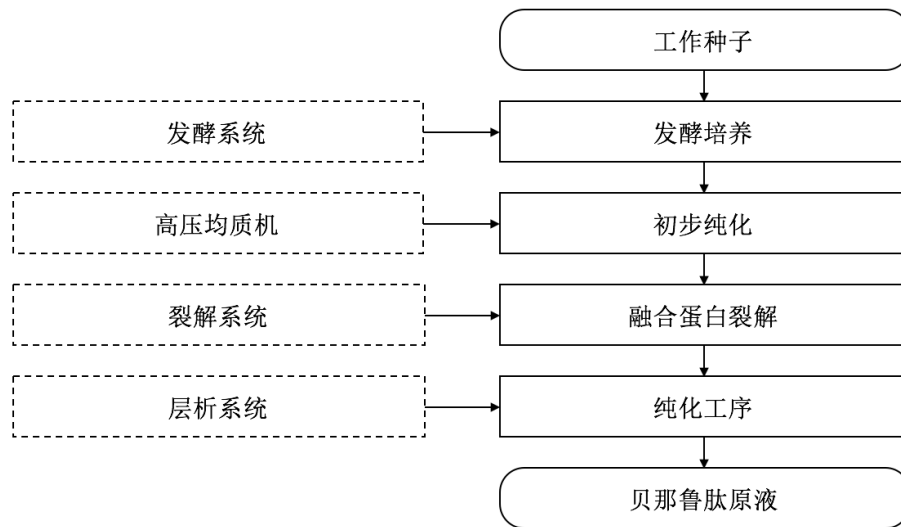 工作种子
发酵系统
发酵培养
高压均质机
初步纯化
裂解系统
融合蛋白裂解
层析系统
纯化工序
贝那鲁肽原液